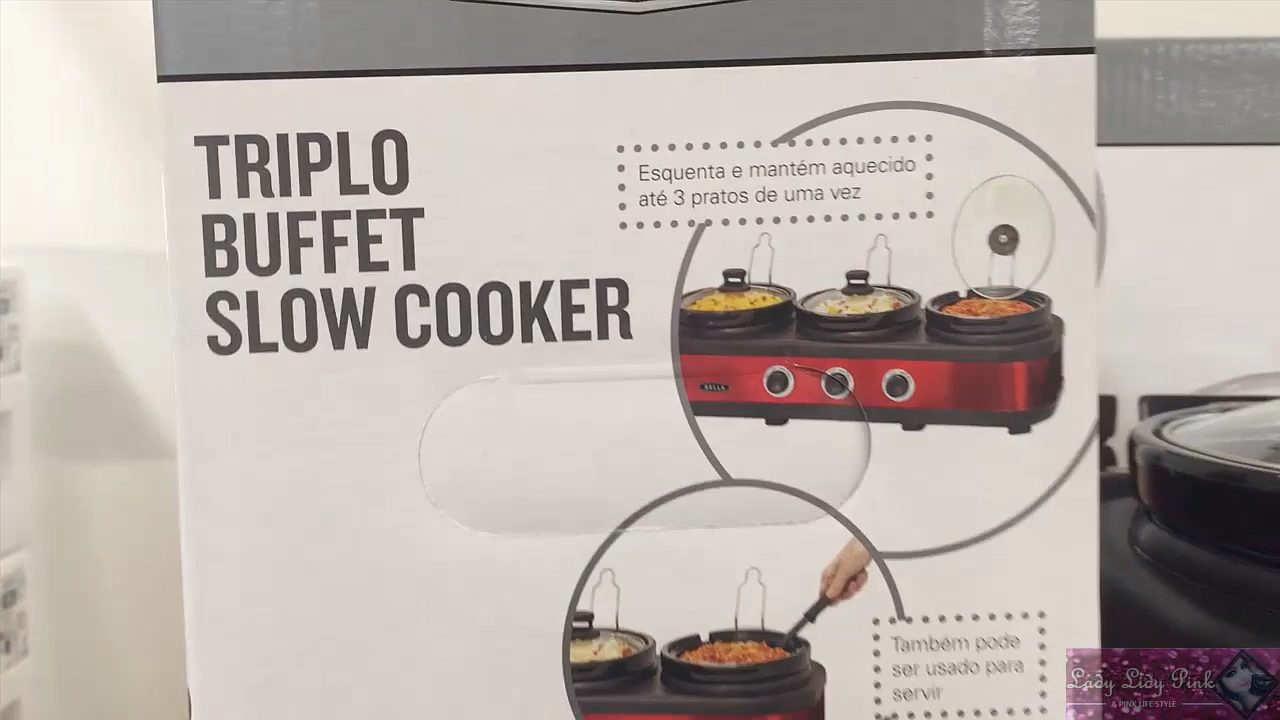 TRIPLO
BUFFET
SLOW COOKER
Esquenta e mantém aquecido
até 3 pratos de uma vez
BELLA
Também pode
ser usado para
servir
Lady Lidy Pink
A PINK LIFE STYLE